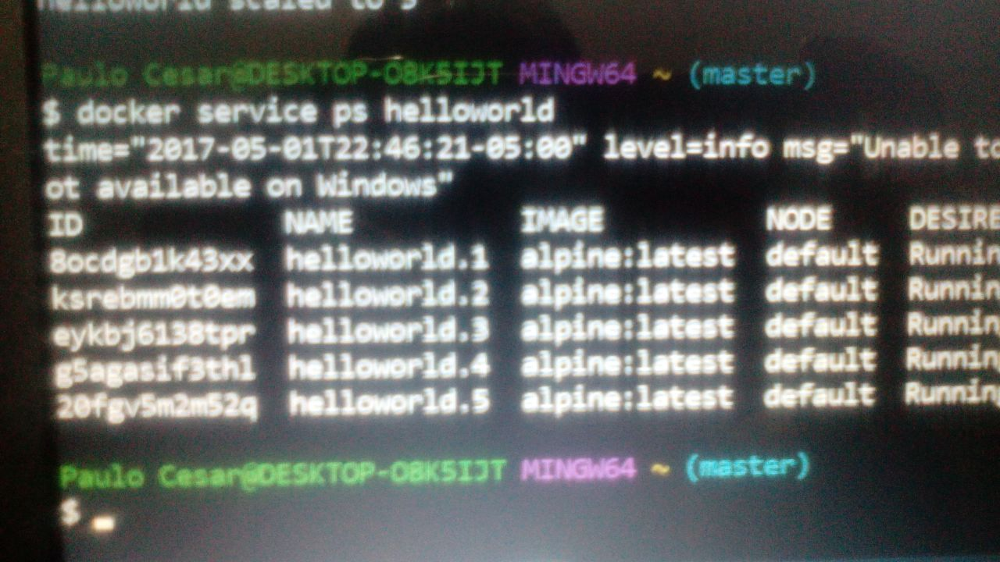 helloworld scaled to 5
Paulo Cesar@DESKTOP-O8K5IJT MINGW64 ~ (master)
$ docker service ps helloworld
time="2017-05-01T22:46:21-05:00" level=info msg="Unable to
ot available on Windows"
ID NAME IMAGE NODE DESIRE
8ocdgb1k43xx helloworld.1 alpine:latest default Runnin
ksrebmm0t0em helloworld.2 alpine:latest default Runnin
eykbj6138tpr helloworld.3 alpine:latest default Runnin
g5agasif3thl helloworld.4 alpine:latest default Runnin
20fgv5m2m52q helloworld.5 alpine:latest default Runnin
Paulo Cesar@DESKTOP-O8K5IJT MINGW64 ~ (master)
$